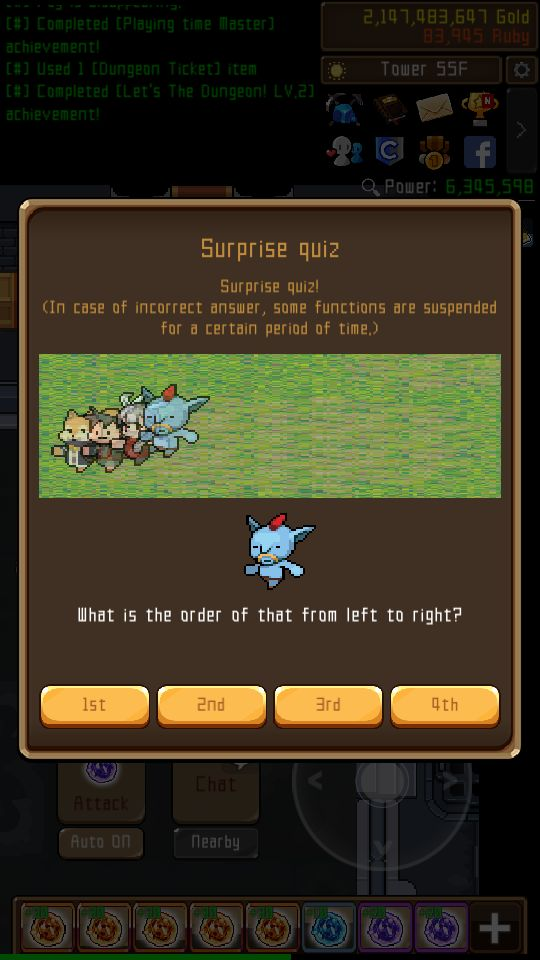 [#] Completed [Playing time Master]
achievement!
[#] Used 1 [Dungeon Ticket] item
[#] Completed [Let's The Dungeon! LV.2]
achievement!
2,147,483,647 Gold
83,945 Ruby
Tower 55F
N
C
f
Power: 6,345,598
Surprise quiz
Surprise quiz!
(In case of incorrect answer, some functions are suspended
for a certain period of time.)
What is the order of that from left to right?
1st
2nd
3rd
4th
Attack
Chat
Auto ON
Nearby